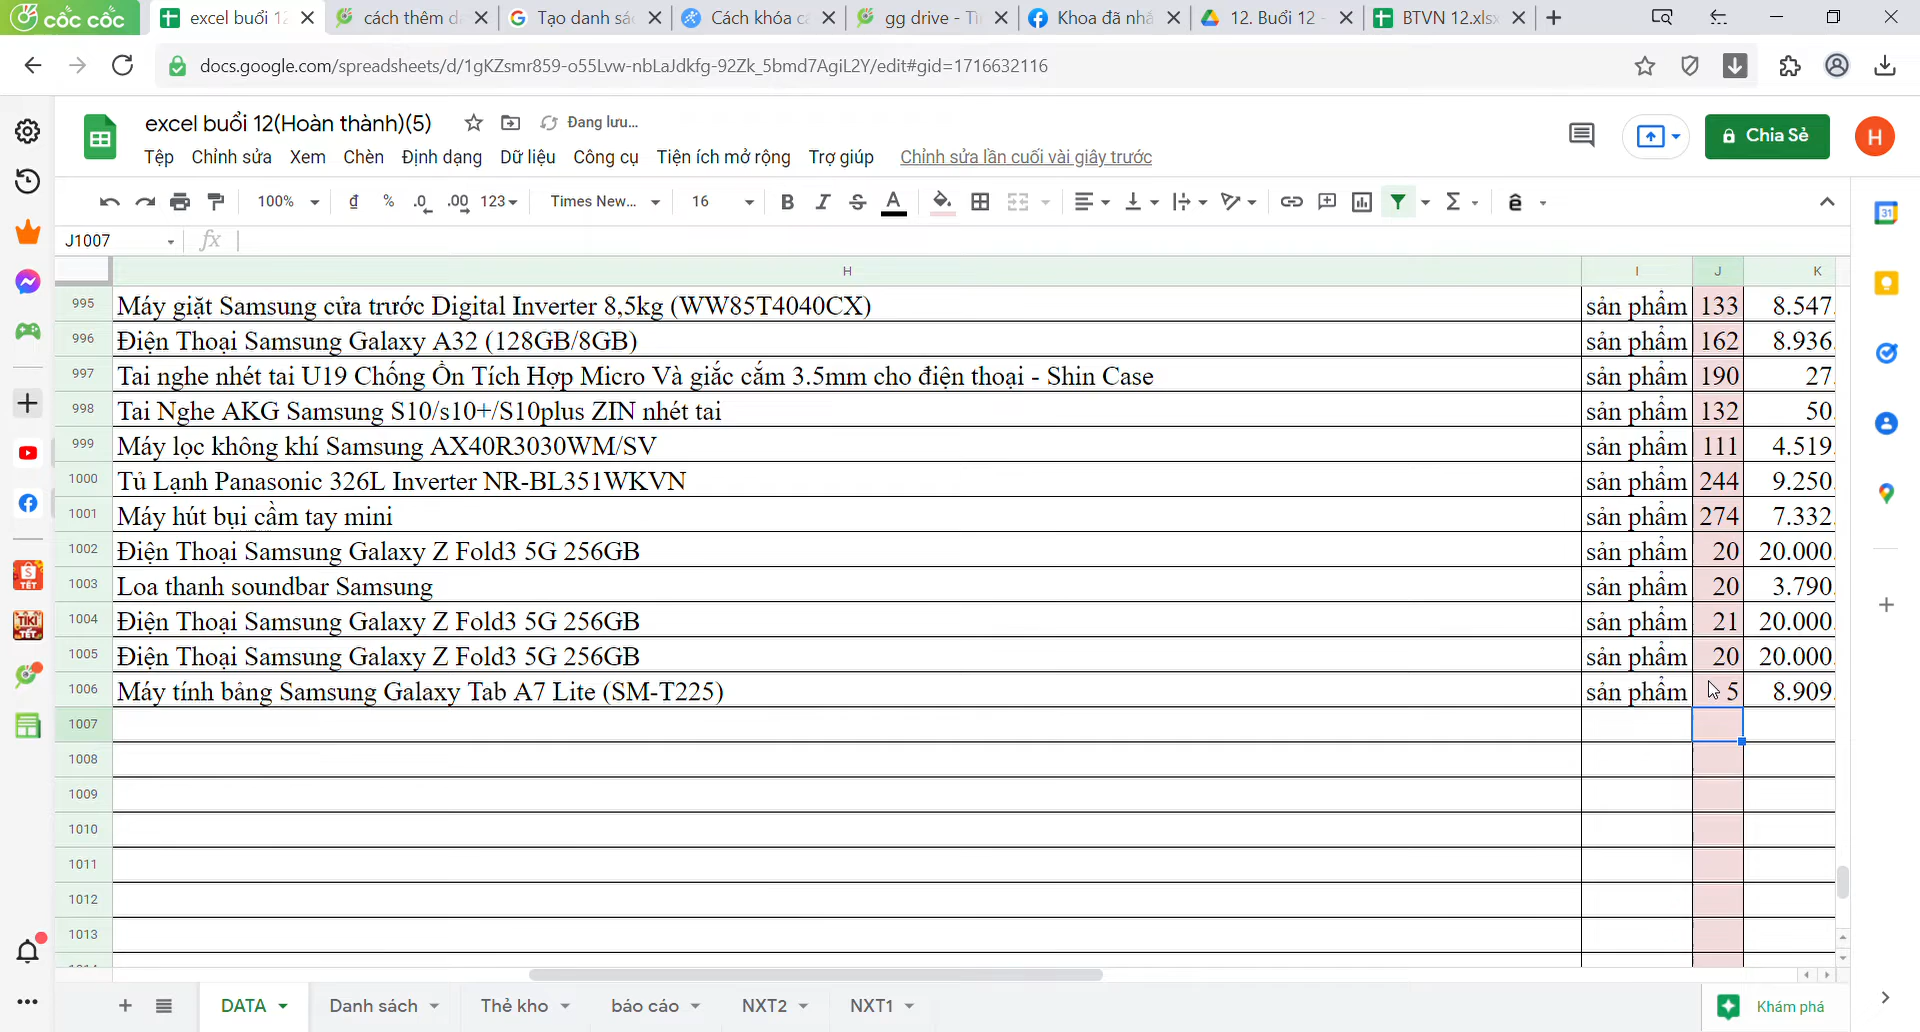 cốc cốc
excel buổi 12
cách thêm d
Tạo danh sác
Cách khóa c
gg drive - Tì
Khoa đã nhắ
12. Buổi 12 -
BTVN 12.xlsx
docs.google.com/spreadsheets/d/1gKZsmr859-o55Lvw-nbLaJdkfg-92Zk_5bmd7AgiL2Y/edit#gid=1716632116
excel buổi 12(Hoàn thành)(5)
Đang lưu...
Tệp Chỉnh sửa Xem Chèn Định dạng Dữ liệu Công cụ Tiện ích mở rộng Trợ giúp Chỉnh sửa lần cuối vài giây trước
Chia Sẻ
H
100% ₫ % .0 .00 123 Times New... 16 B I S A Σ ê
J1007 fx
H I J K
995 Máy giặt Samsung cửa trước Digital Inverter 8,5kg (WW85T4040CX) sản phẩm 133 8.547.
996 Điện Thoại Samsung Galaxy A32 (128GB/8GB) sản phẩm 162 8.936.
997 Tai nghe nhét tai U19 Chống Ồn Tích Hợp Micro Và giắc cắm 3.5mm cho điện thoại - Shin Case sản phẩm 190 27.
998 Tai Nghe AKG Samsung S10/s10+/S10plus ZIN nhét tai sản phẩm 132 50.
999 Máy lọc không khí Samsung AX40R3030WM/SV sản phẩm 111 4.519.
1000 Tủ Lạnh Panasonic 326L Inverter NR-BL351WKVN sản phẩm 244 9.250.
1001 Máy hút bụi cầm tay mini sản phẩm 274 7.332.
1002 Điện Thoại Samsung Galaxy Z Fold3 5G 256GB sản phẩm 20 20.000.
1003 Loa thanh soundbar Samsung sản phẩm 20 3.790.
1004 Điện Thoại Samsung Galaxy Z Fold3 5G 256GB sản phẩm 21 20.000.
1005 Điện Thoại Samsung Galaxy Z Fold3 5G 256GB sản phẩm 20 20.000.
1006 Máy tính bảng Samsung Galaxy Tab A7 Lite (SM-T225) sản phẩm 5 8.909.
1007
1008
1009
1010
1011
1012
1013
TẾT
TIKI
TẾT
31
DATA Danh sách Thẻ kho báo cáo NXT2 NXT1
Khám phá